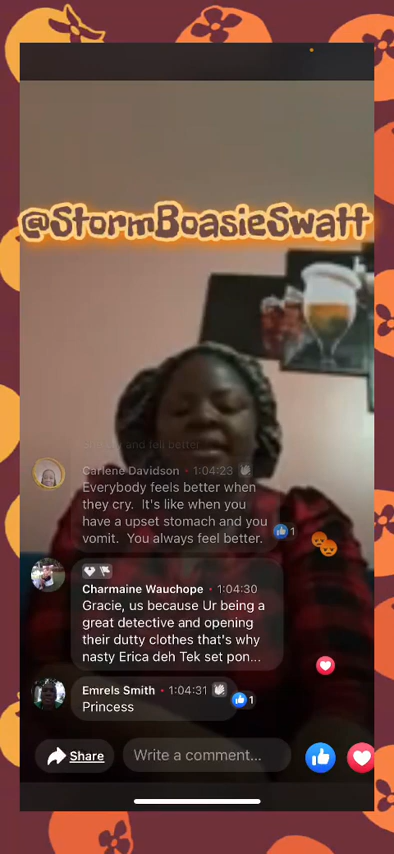 @StormBoasieSwatt
and fell better
Carlene Davidson • 1:04:23
Everybody feels better when
they cry. It's like when you
have a upset stomach and you
vomit. You always feel better.
1
Charmaine Wauchope • 1:04:30
Gracie, us because Ur being a
great detective and opening
their dutty clothes that's why
nasty Erica deh Tek set pon...
Emrels Smith • 1:04:31
1
Princess
Share
Write a comment...